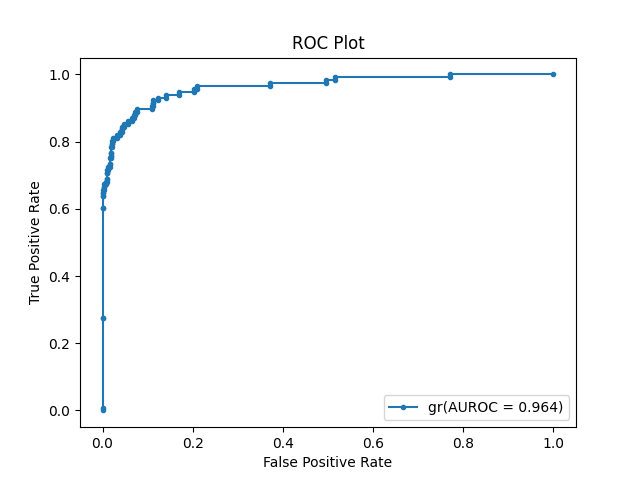 ROC Plot
True Positive Rate
1.0
0.8
0.6
0.4
0.2
0.0
0.0 0.2 0.4 0.6 0.8 1.0
False Positive Rate
gr(AUROC = 0.964)